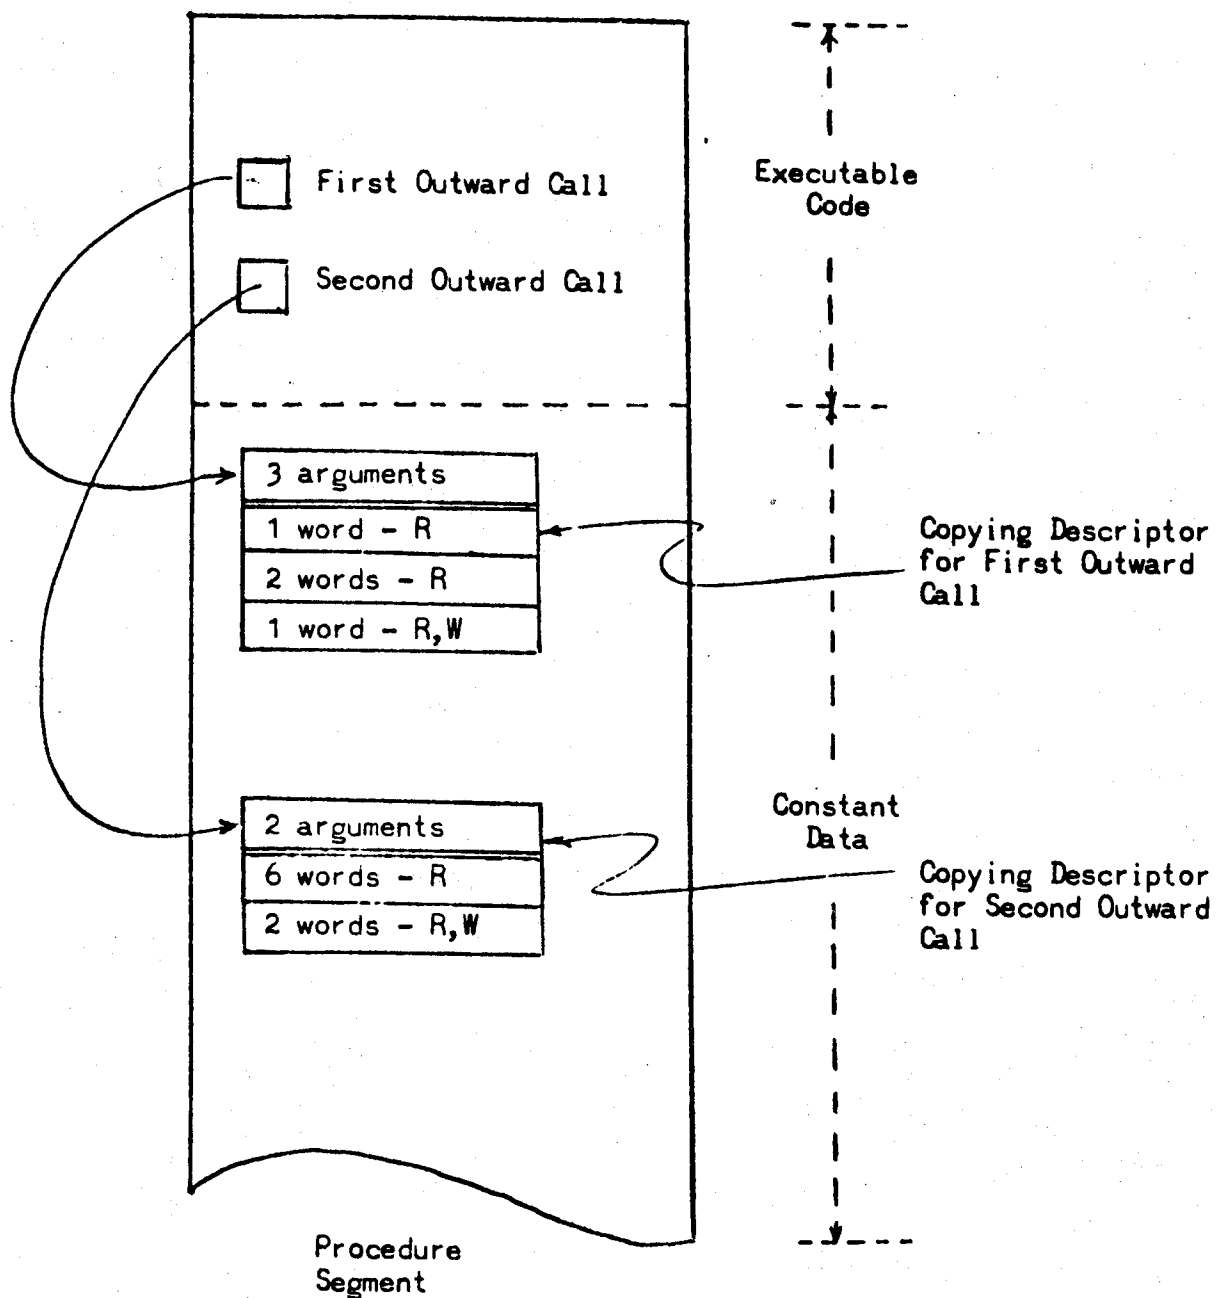 First Outward Call
Second Outward Call
Executable
Code
3 arguments
1 word - R
2 words - R
1 word - R,W
Copying Descriptor
for First Outward
Call
2 arguments
6 words - R
2 words - R,W
Constant
Data
Copying Descriptor
for Second Outward
Call
Procedure
Segment